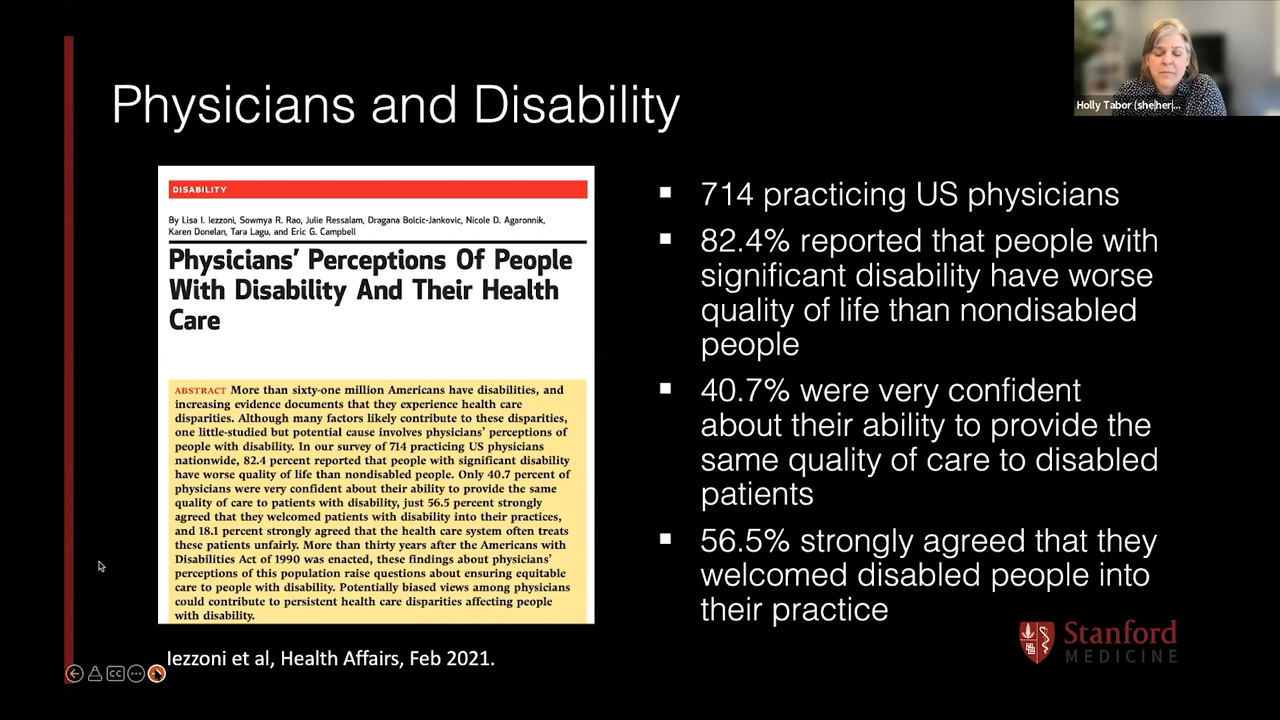 Physicians and Disability
Holly Tabor (she|her|...
DISABILITY
By Lisa I. Iezzoni, Sowmya R. Rao, Julie Ressalam, Dragana Bolcic-Jankovic, Nicole D. Agaronnik,
Karen Donelan, Tara Lagu, and Eric G. Campbell
Physicians' Perceptions Of People
With Disability And Their Health
Care
ABSTRACT More than sixty-one million Americans have disabilities, and
increasing evidence documents that they experience health care
disparities. Although many factors likely contribute to these disparities,
one little-studied but potential cause involves physicians' perceptions of
people with disability. In our survey of 714 practicing US physicians
nationwide, 82.4 percent reported that people with significant disability
have worse quality of life than nondisabled people. Only 40.7 percent of
physicians were very confident about their ability to provide the same
quality of care to patients with disability, just 56.5 percent strongly
agreed that they welcomed patients with disability into their practices,
and 18.1 percent strongly agreed that the health care system often treats
these patients unfairly. More than thirty years after the Americans with
Disabilities Act of 1990 was enacted, these findings about physicians'
perceptions of this population raise questions about ensuring equitable
care to people with disability. Potentially biased views among physicians
could contribute to persistent health care disparities affecting people
with disability.
Iezzoni et al, Health Affairs, Feb 2021.
CC
▪ 714 practicing US physicians
▪ 82.4% reported that people with
significant disability have worse
quality of life than nondisabled
people
▪ 40.7% were very confident
about their ability to provide the
same quality of care to disabled
patients
▪ 56.5% strongly agreed that they
welcomed disabled people into
their practice
Stanford
MEDICINE